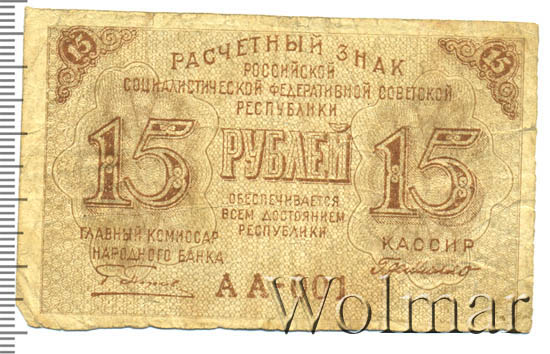 15 15
РАСЧЕТНЫЙ ЗНАК
РОССИЙСКОЙ
СОЦИАЛИСТИЧЕСКОЙ ФЕДЕРАТИВНОЙ СОВЕТСКОЙ
РЕСПУБЛИКИ
15 РУБЛЕЙ 15
ОБЕСПЕЧИВАЕТСЯ
ВСЕМ ДОСТОЯНИЕМ
РЕСПУБЛИКИ
ГЛАВНЫЙ КОМИССАР
НАРОДНОГО БАНКА
КАССИР
АА
Wolmar